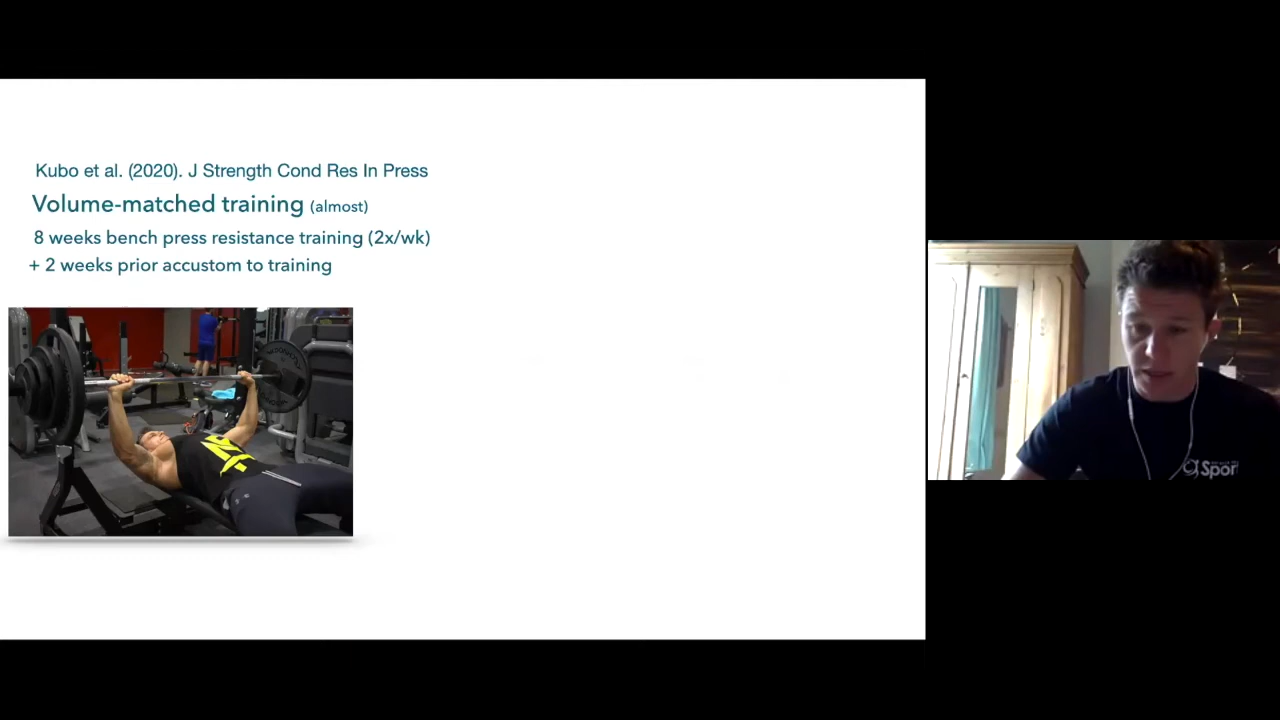 Kubo et al. (2020). J Strength Cond Res In Press
Volume-matched training (almost)
8 weeks bench press resistance training (2x/wk)
+ 2 weeks prior accustom to training
Spor